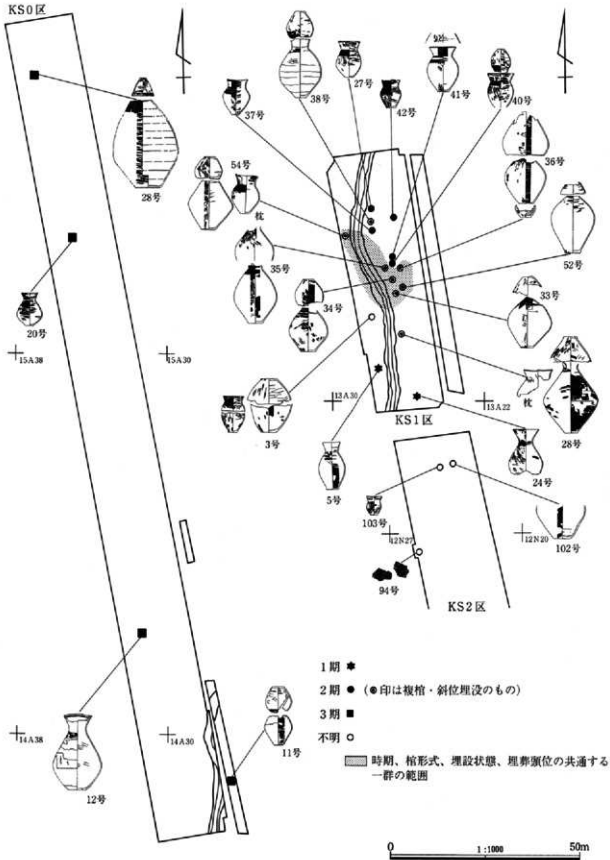 KS0区
28号
20号
15A38
15A30
12号
14A38
14A30
11号
37号
38号
27号
42号
41号
40号
36号
54号
枕
35号
34号
52号
33号
3号
5号
13A30
KS1区
13A22
枕
28号
24号
103号
12N27
12N20
102号
94号
KS2区
1期
2期 (印は複棺・斜位埋没のもの)
3期
不明
時期、棺形式、埋設状態、埋葬頭位の共通する
一群の範囲
0 1:1000 50m